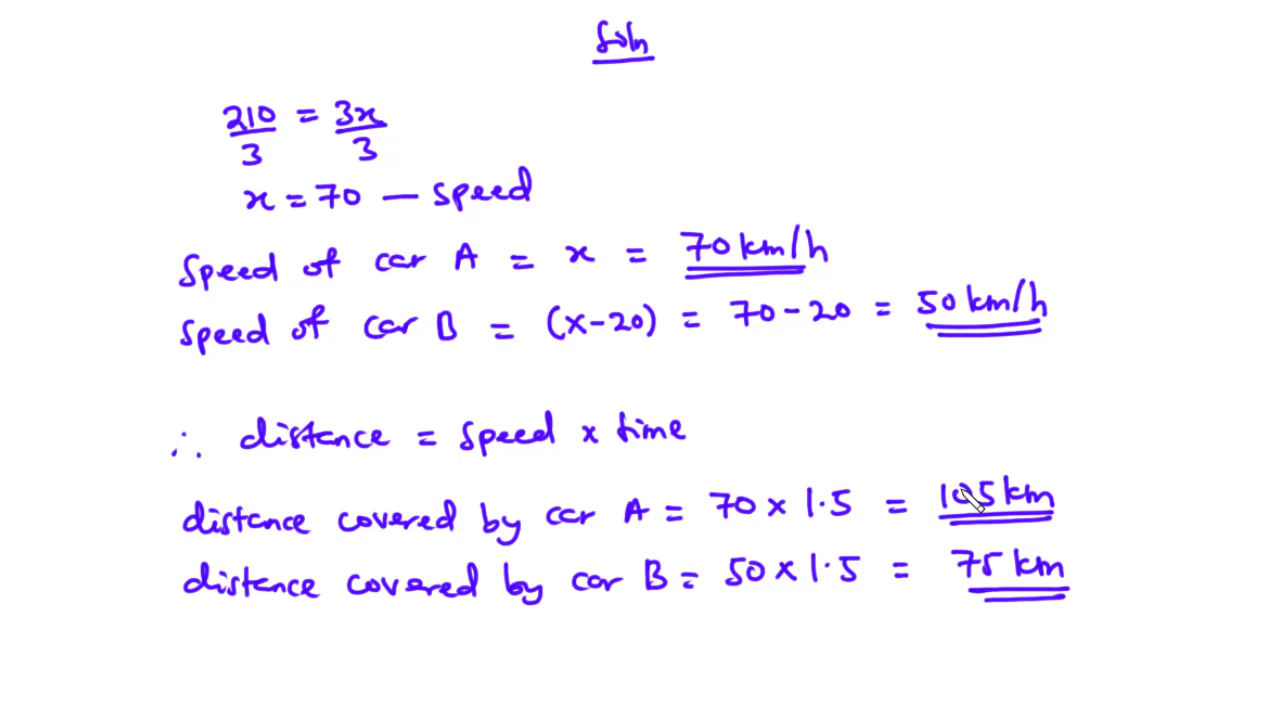 Soln
210/3 = 3x/3
x = 70 — speed
Speed of car A = x = 70 km/h
Speed of car B = (x-20) = 70 - 20 = 50 km/h
∴ distance = speed x time
distance covered by car A = 70 x 1.5 = 105 km
distance covered by car B = 50 x 1.5 = 75 km